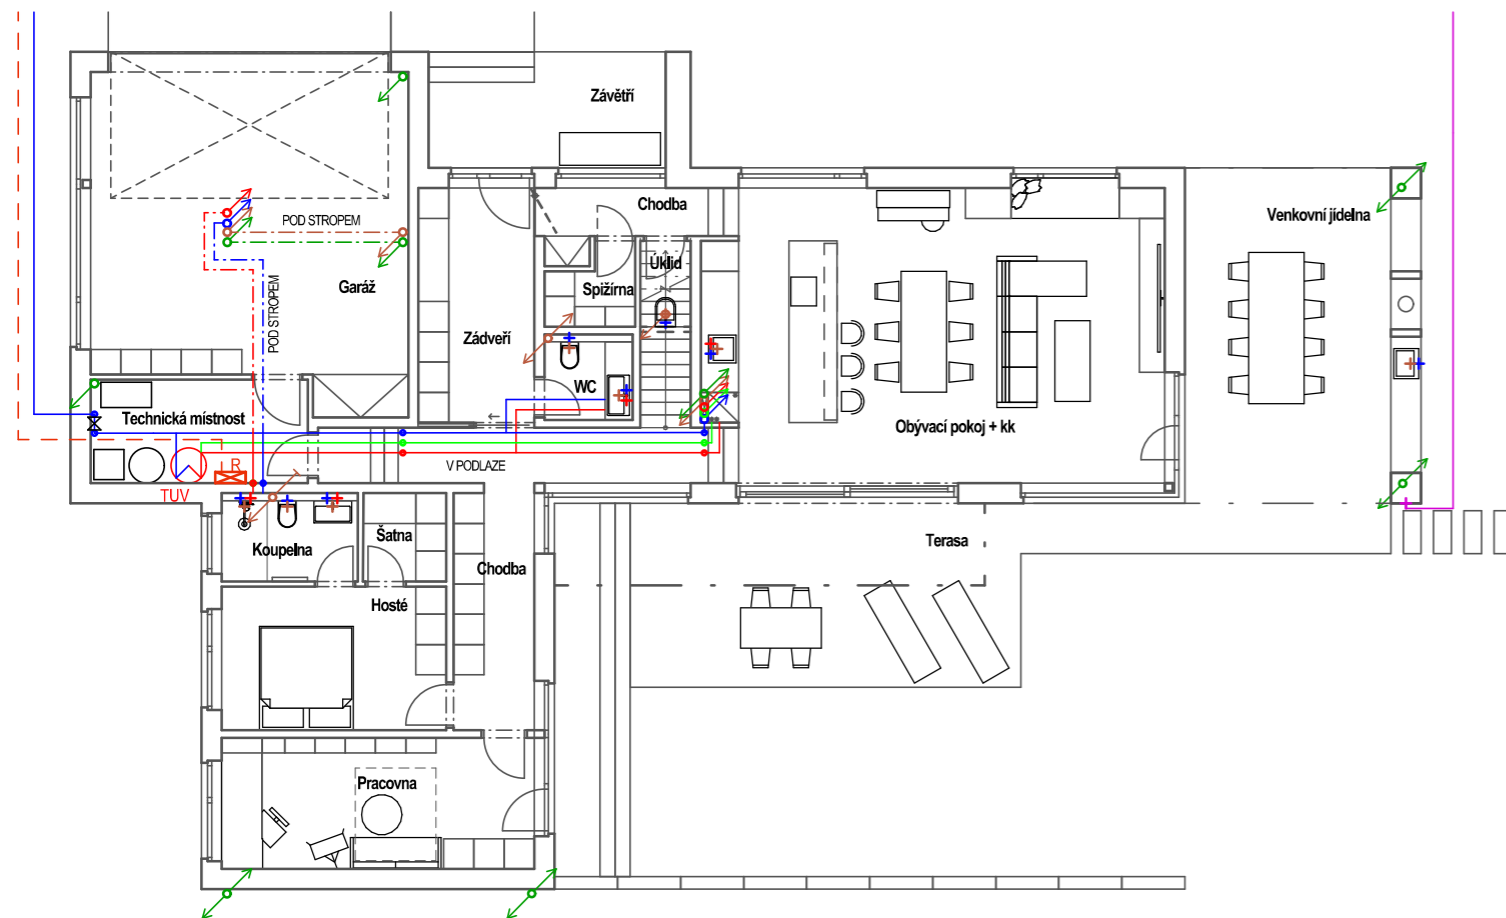 Závětří
Chodba
Venkovní jídelna
POD STROPEM
Úklid
Garáž
Spižírna
POD STROPEM
Zádveří
WC
Technická místnost
Obývací pokoj + kk
V PODLAZE
R
TUV
Šatna
Koupelna
Terasa
Chodba
Hosté
Pracovna